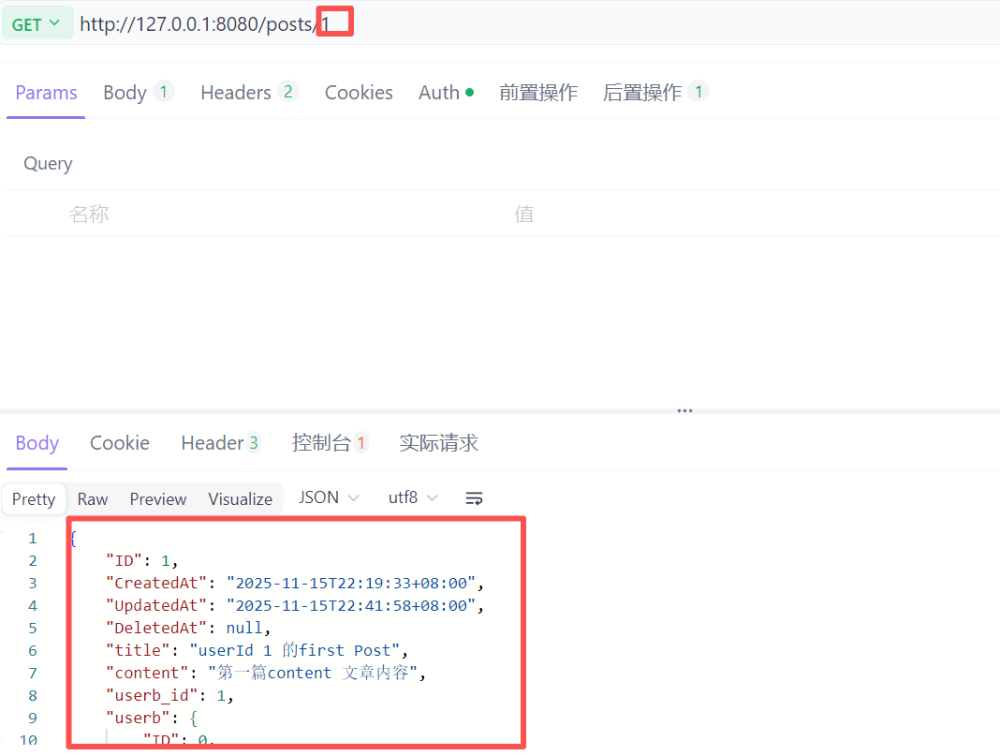 GET http://127.0.0.1:8080/posts/1
Params Body 1 Headers 2 Cookies Auth 前置操作 后置操作 1
Query
名称 值
Body Cookie Header 3 控制台 1 实际请求
Pretty Raw Preview Visualize JSON utf8
1 {
2 "ID": 1,
3 "CreatedAt": "2025-11-15T22:19:33+08:00",
4 "UpdatedAt": "2025-11-15T22:41:58+08:00",
5 "DeletedAt": null,
6 "title": "userId 1 的first Post",
7 "content": "第一篇content 文章内容",
8 "userb_id": 1,
9 "userb": {
10 "ID": 0,